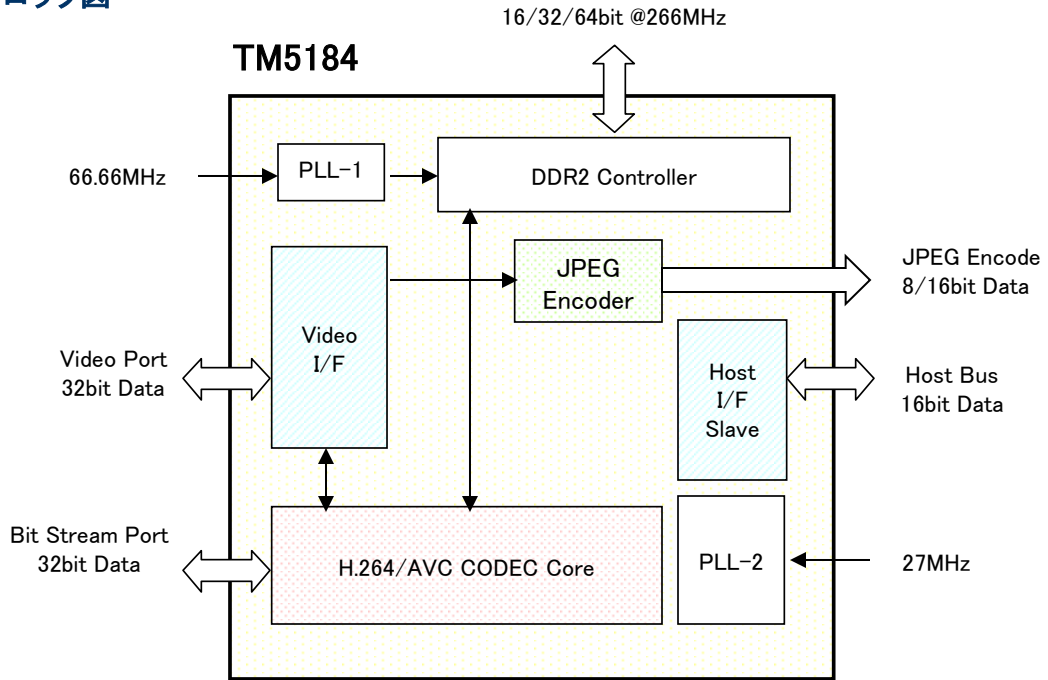 ロック図
16/32/64bit @266MHz
TM5184
66.66MHz
PLL-1
DDR2 Controller
JPEG
Encoder
JPEG Encode
8/16bit Data
Video
I/F
Video Port
32bit Data
Host
I/F
Slave
Host Bus
16bit Data
Bit Stream Port
32bit Data
H.264/AVC CODEC Core
PLL-2
27MHz